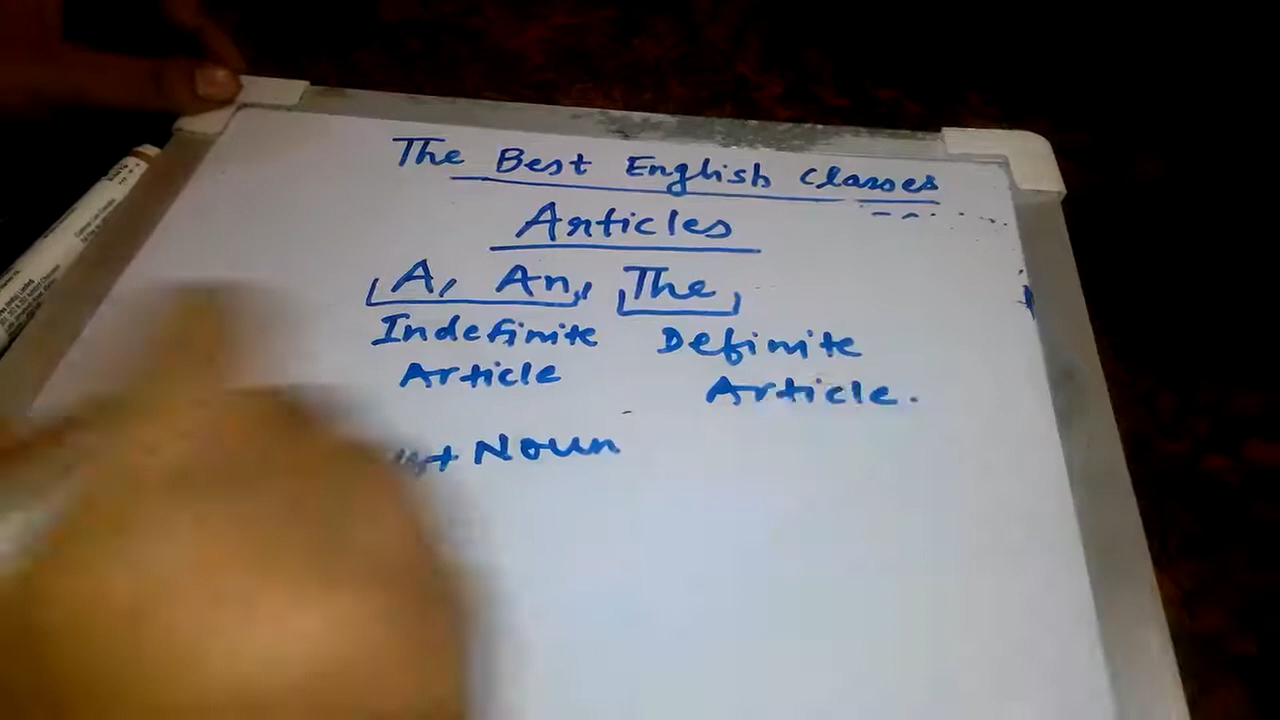 The Best English Classes
Articles
A, An, The
Indefinite Definite
Article Article.
+ Noun